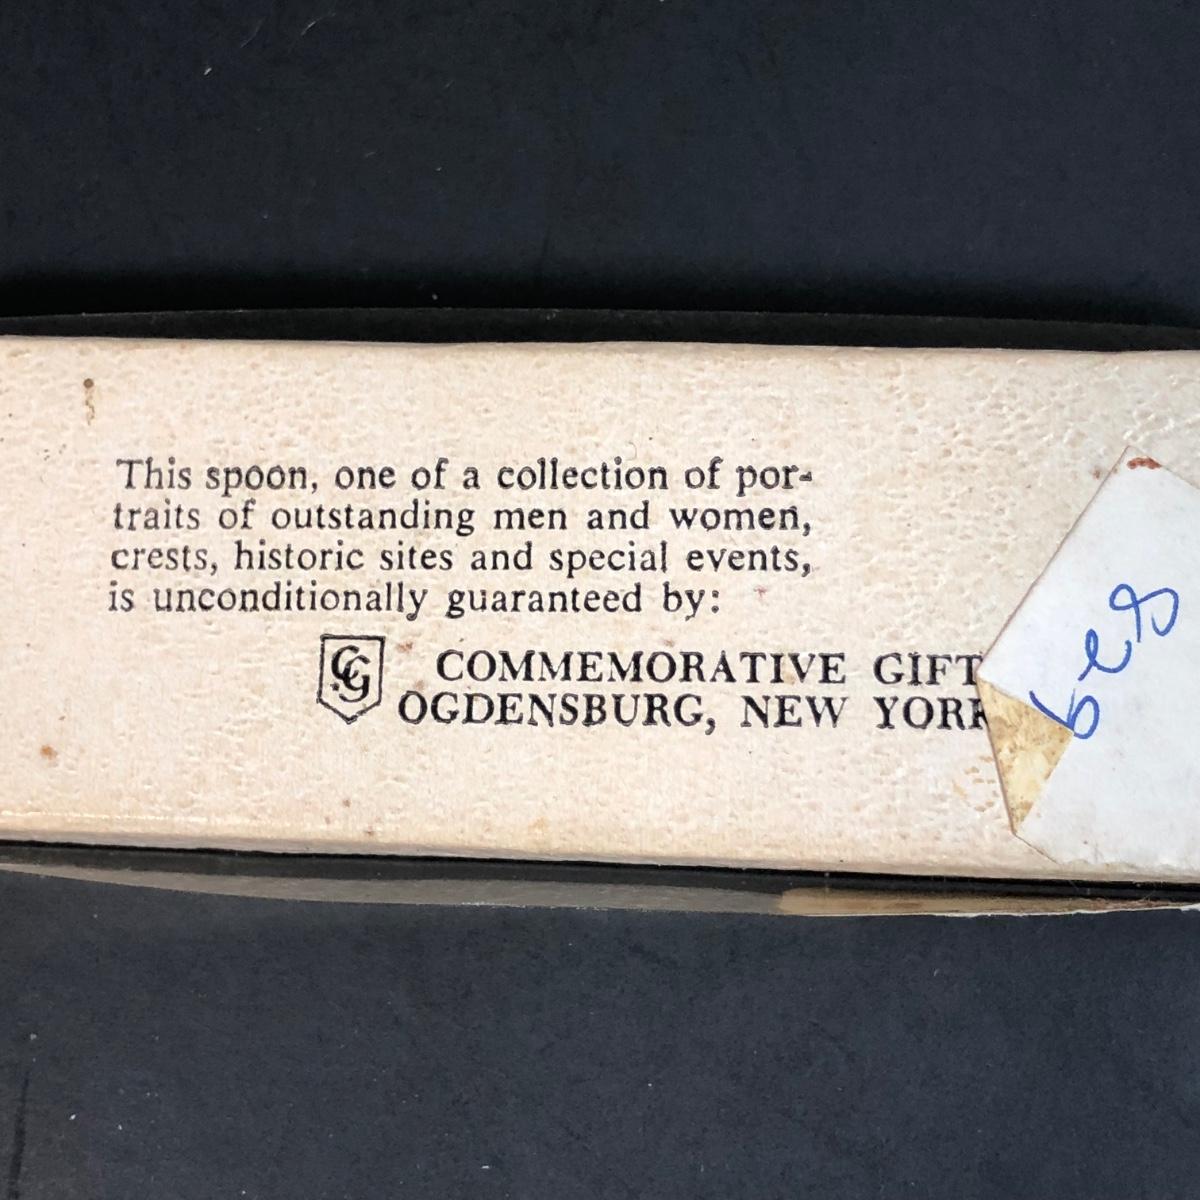 This spoon, one of a collection of por-
traits of outstanding men and women,
crests, historic sites and special events,
is unconditionally guaranteed by:
CG COMMEMORATIVE GIFT
OGDENSBURG, NEW YORK